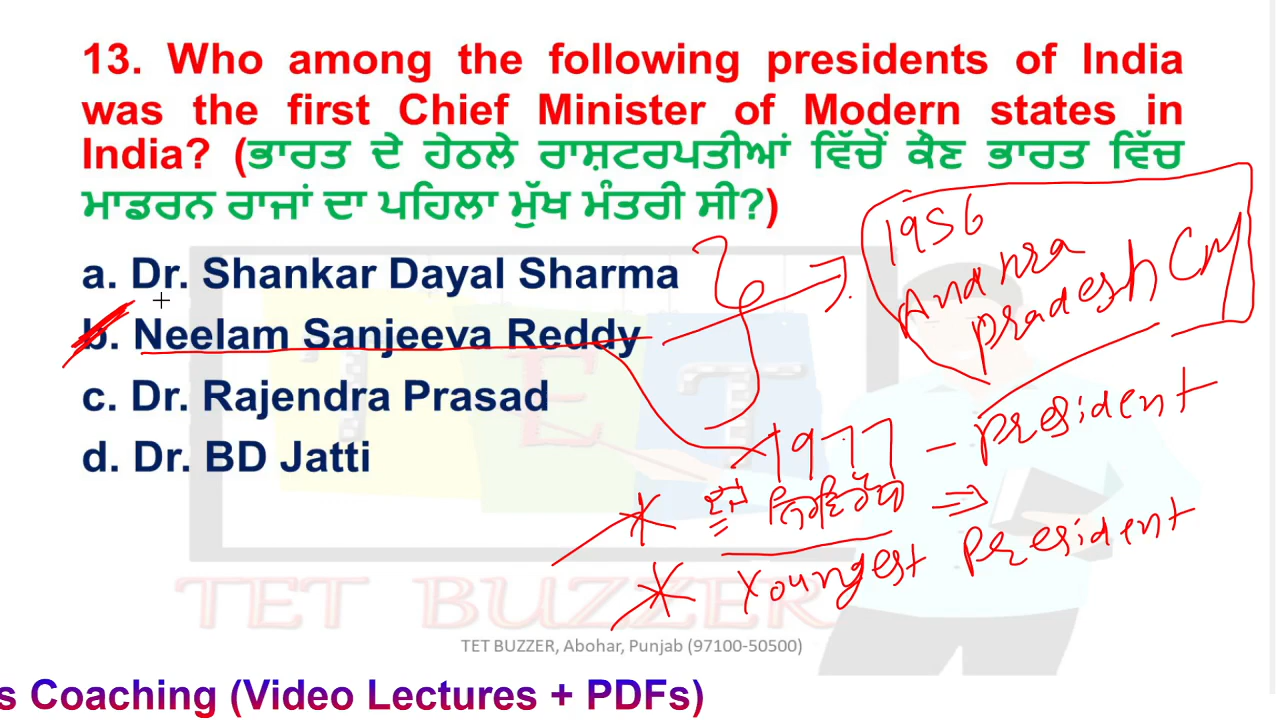 13. Who among the following presidents of India
was the first Chief Minister of Modern states in
India? (ਭਾਰਤ ਦੇ ਹੇਠਲੇ ਰਾਸ਼ਟਰਪਤੀਆਂ ਵਿੱਚੋਂ ਕੌਣ ਭਾਰਤ ਵਿੱਚ
ਮਾਡਰਨ ਰਾਜਾਂ ਦਾ ਪਹਿਲਾ ਮੁੱਖ ਮੰਤਰੀ ਸੀ?)
a. Dr. Shankar Dayal Sharma
b. Neelam Sanjeeva Reddy
c. Dr. Rajendra Prasad
d. Dr. BD Jatti
1956
Andhra
pradesh CM
1977 - president
Youngest President
TET BUZZER
TET BUZZER, Abohar, Punjab (97100-50500)
s Coaching (Video Lectures + PDFs)